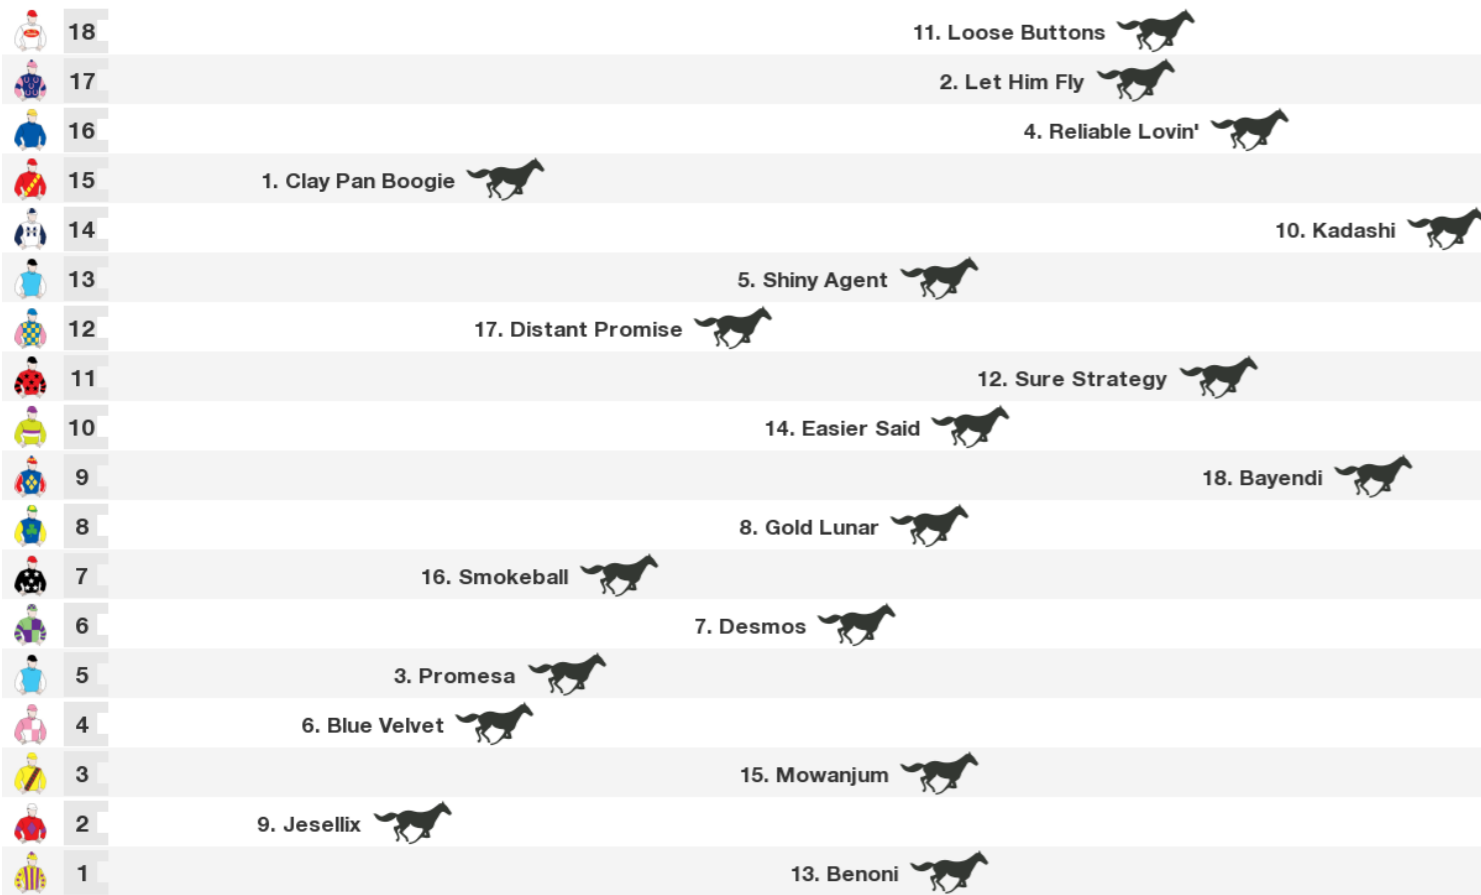 18 11. Loose Buttons
17 2. Let Him Fly
16 4. Reliable Lovin'
15 1. Clay Pan Boogie
14 10. Kadashi
13 5. Shiny Agent
12 17. Distant Promise
11 12. Sure Strategy
10 14. Easier Said
9 18. Bayendi
8 8. Gold Lunar
7 16. Smokeball
6 7. Desmos
5 3. Promesa
4 6. Blue Velvet
3 15. Mowanjum
2 9. Jesellix
1 13. Benoni